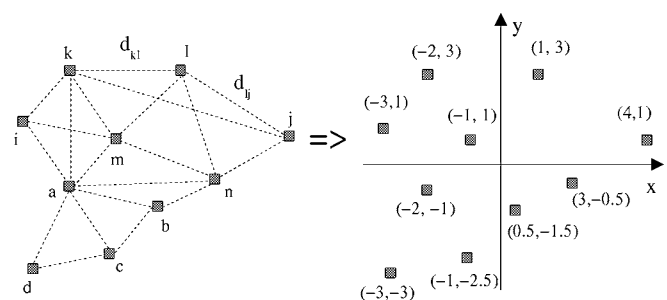 k
d_kl
l
d_lj
i
m
j
a
n
b
c
d
=>
y
(−2, 3)
(1, 3)
(−3,1)
(−1, 1)
(4,1)
x
(−2, −1)
(3,−0.5)
(0.5,−1.5)
(−1,−2.5)
(−3,−3)